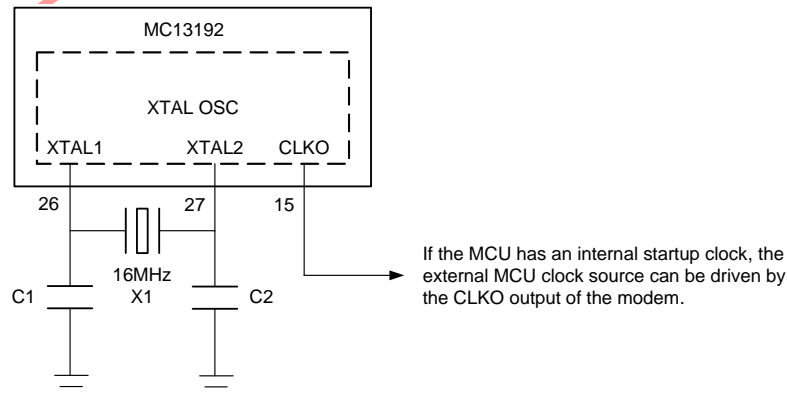 MC13192
XTAL OSC
XTAL1 XTAL2 CLKO
26 27 15
16MHz
X1
C1 C2
If the MCU has an internal startup clock, the
external MCU clock source can be driven by
the CLKO output of the modem.